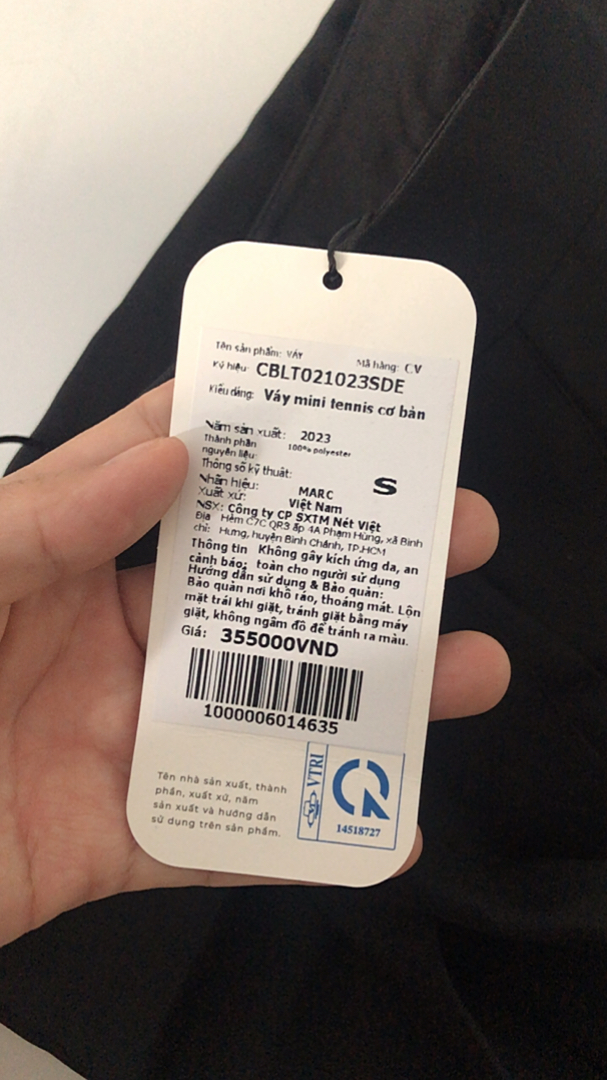 Tên sản phẩm: VÁY Mã hàng: CV
Ký hiệu: CBLT021023SDE
Kiểu dáng: Váy mini tennis cơ bản
Năm sản xuất: 2023
Thành phần nguyên liệu: 100% polyester
Thông số kỹ thuật: S
Nhãn hiệu: MARC
Xuất xứ: Việt Nam
NSX: Công ty CP SXTM Nét Việt
Địa chỉ: Hẻm C7C QR3 ấp 4A Phạm Hùng, xã Bình
Hưng, huyện Bình Chánh, TP.HCM
Thông tin cảnh báo: Không gây kích ứng da, an
toàn cho người sử dụng
Hướng dẫn sử dụng & Bảo quản:
Bảo quản nơi khô ráo, thoáng mát. Lộn
mặt trái khi giặt, tránh giặt bằng máy
giặt, không ngâm đồ để tránh ra màu.
Giá: 355000VND
1000006014635
Tên nhà sản xuất, thành
phần, xuất xứ, năm
sản xuất và hướng dẫn
sử dụng trên sản phẩm.
VTRI
14518727